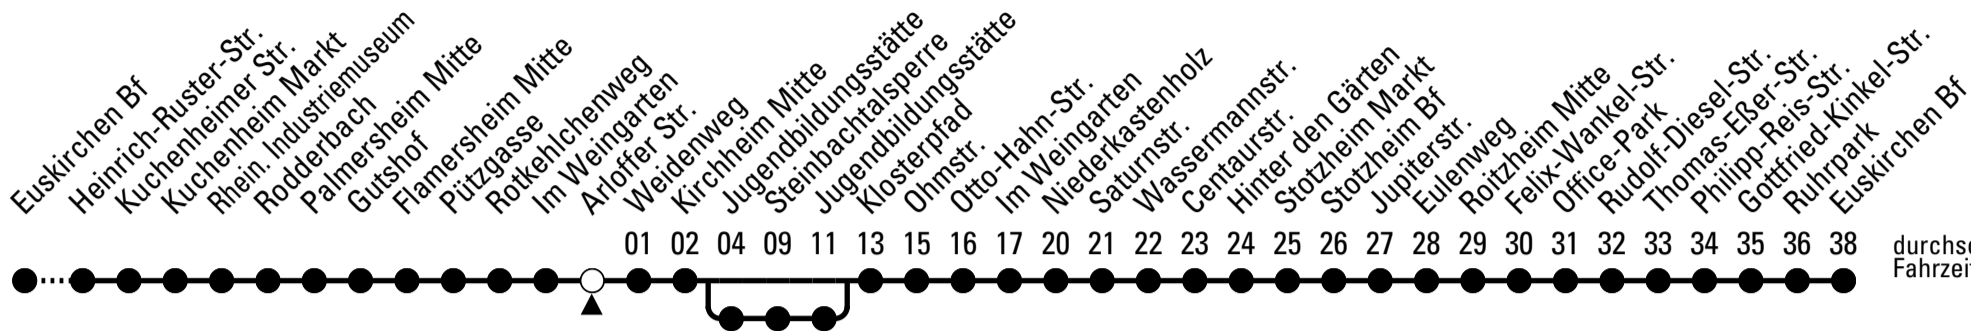 Euskirchen Bf
Heinrich-Ruster-Str.
Kuchenheimer Str.
Kuchenheim Markt
Rhein. Industriemuseum
Rodderbach
Palmersheim Mitte
Gutshof
Flamersheim Mitte
Pützgasse
Rotkehlchenweg
Im Weingarten
Arloffer Str.
Weidenweg
Kirchheim Mitte
Jugendbildungsstätte
Steinbachtalsperre
Jugendbildungsstätte
Klosterpfad
Ohmstr.
Otto-Hahn-Str.
Im Weingarten
Niederkastenholz
Saturnstr.
Wassermannstr.
Centaurstr.
Hinter den Gärten
Stotzheim Markt
Stotzheim Bf
Jupiterstr.
Eulenweg
Roitzheim Mitte
Felix-Wankel-Str.
Office-Park
Rudolf-Diesel-Str.
Thomas-Eßer-Str.
Philipp-Reis-Str.
Gottfried-Kinkel-Str.
Ruhrpark
Euskirchen Bf
01 02 04 09 11 13 15 16 17 20 21 22 23 24 25 26 27 28 29 30 31 32 33 34 35 36 38